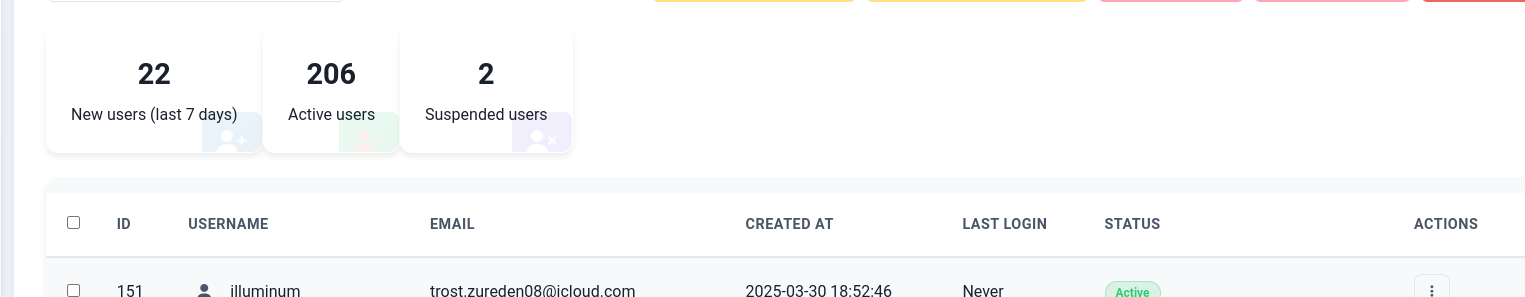 22
206
2
New users (last 7 days)
Active users
Suspended users
ID USERNAME EMAIL CREATED AT LAST LOGIN STATUS ACTIONS
151 illuminum trost.zureden08@icloud.com 2025-03-30 18:52:46 Never Active